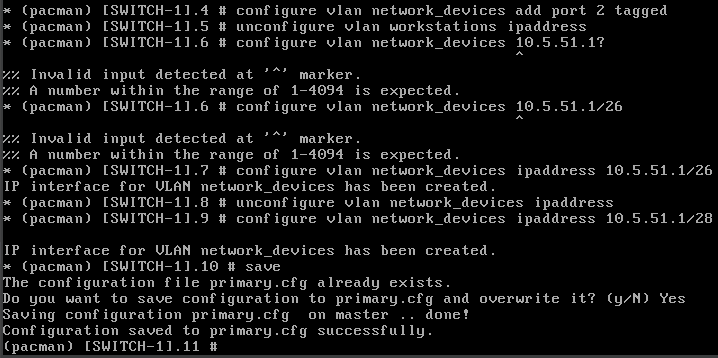 * (pacman) [SWITCH-1].4 # configure vlan network_devices add port 2 tagged
* (pacman) [SWITCH-1].5 # unconfigure vlan workstations ipaddress
* (pacman) [SWITCH-1].6 # configure vlan network_devices 10.5.51.1?
^
%% Invalid input detected at '^' marker.
%% A number within the range of 1-4094 is expected.
* (pacman) [SWITCH-1].6 # configure vlan network_devices 10.5.51.1/26
^
%% Invalid input detected at '^' marker.
%% A number within the range of 1-4094 is expected.
* (pacman) [SWITCH-1].7 # configure vlan network_devices ipaddress 10.5.51.1/26
IP interface for VLAN network_devices has been created.
* (pacman) [SWITCH-1].8 # unconfigure vlan network_devices ipaddress
* (pacman) [SWITCH-1].9 # configure vlan network_devices ipaddress 10.5.51.1/28
IP interface for VLAN network_devices has been created.
* (pacman) [SWITCH-1].10 # save
The configuration file primary.cfg already exists.
Do you want to save configuration to primary.cfg and overwrite it? (y/N) Yes
Saving configuration primary.cfg  on master .. done!
Configuration saved to primary.cfg successfully.
(pacman) [SWITCH-1].11 #